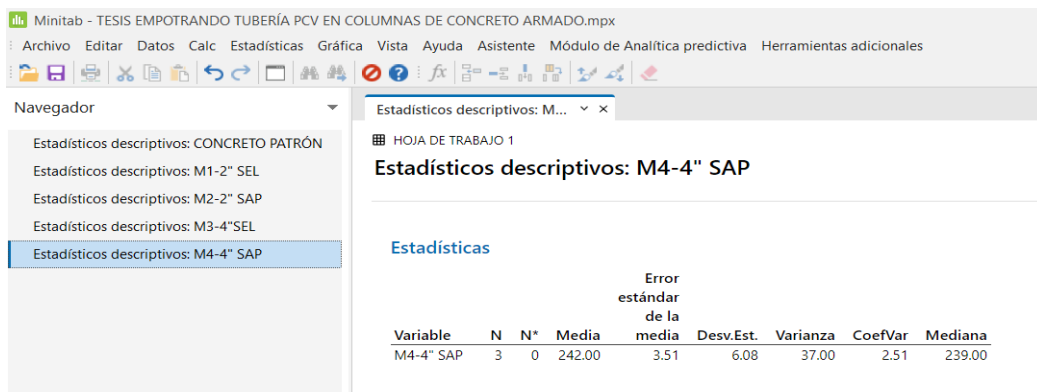 Minitab - TESIS EMPOTRANDO TUBERÍA PCV EN COLUMNAS DE CONCRETO ARMADO.mpx
Archivo Editar Datos Calc Estadísticas Gráfica Vista Ayuda Asistente Módulo de Analítica predictiva Herramientas adicionales
Navegador
Estadísticos descriptivos: CONCRETO PATRÓN
Estadísticos descriptivos: M1-2" SEL
Estadísticos descriptivos: M2-2" SAP
Estadísticos descriptivos: M3-4"SEL
Estadísticos descriptivos: M4-4" SAP
Estadísticos descriptivos: M...
HOJA DE TRABAJO 1
Estadísticos descriptivos: M4-4" SAP
Estadísticas
Error
estándar
de la
Variable N N* Media media Desv.Est. Varianza CoefVar Mediana
M4-4" SAP 3 0 242.00 3.51 6.08 37.00 2.51 239.00